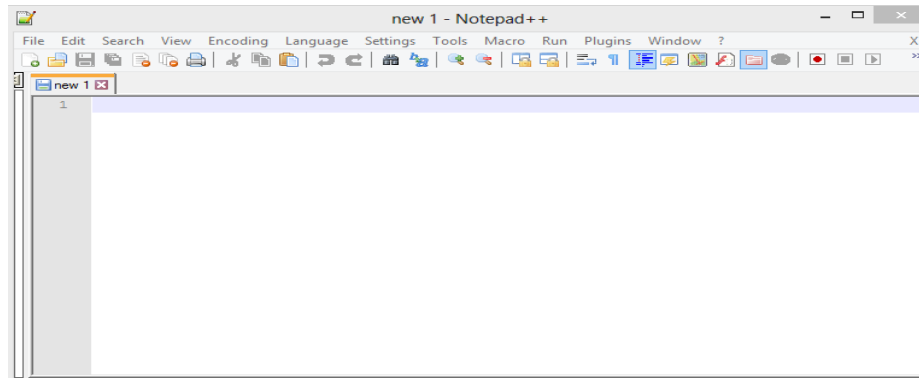 new 1 - Notepad++
File Edit Search View Encoding Language Settings Tools Macro Run Plugins Window ? X
new 1
1